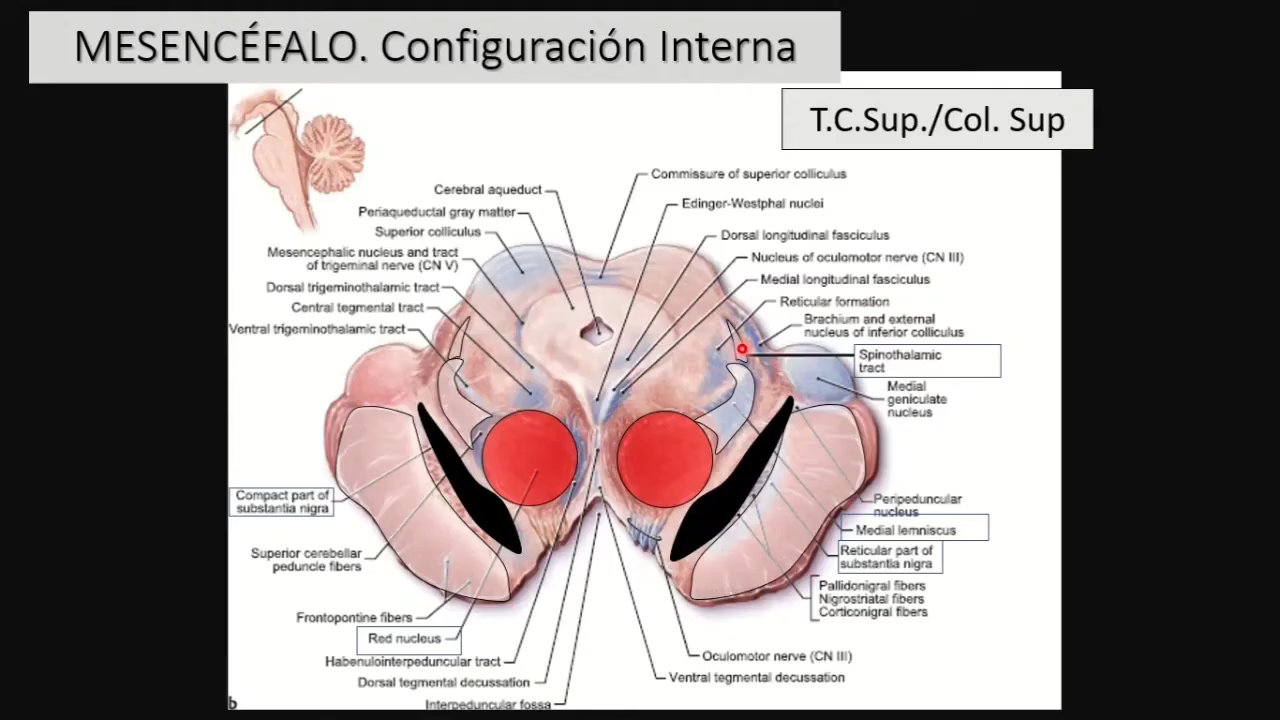 MESENCÉFALO. Configuración Interna
T.C.Sup./Col. Sup
Cerebral aqueduct
Periaqueductal gray matter
Superior colliculus
Mesencephalic nucleus and tract
of trigeminal nerve (CN V)
Dorsal trigeminothalamic tract
Central tegmental tract
Ventral trigeminothalamic tract
Compact part of
substantia nigra
Superior cerebellar
peduncle fibers
Frontopontine fibers
Red nucleus
Habenulointerpeduncular tract
Dorsal tegmental decussation
Interpeduncular fossa
b
Commissure of superior colliculus
Edinger-Westphal nuclei
Dorsal longitudinal fasciculus
Nucleus of oculomotor nerve (CN III)
Medial longitudinal fasciculus
Reticular formation
Brachium and external
nucleus of inferior colliculus
Spinothalamic
tract
Medial
geniculate
nucleus
Peripeduncular
nucleus
Medial lemniscus
Reticular part of
substantia nigra
Pallidonigral fibers
Nigrostriatal fibers
Corticonigral fibers
Oculomotor nerve (CN III)
Ventral tegmental decussation